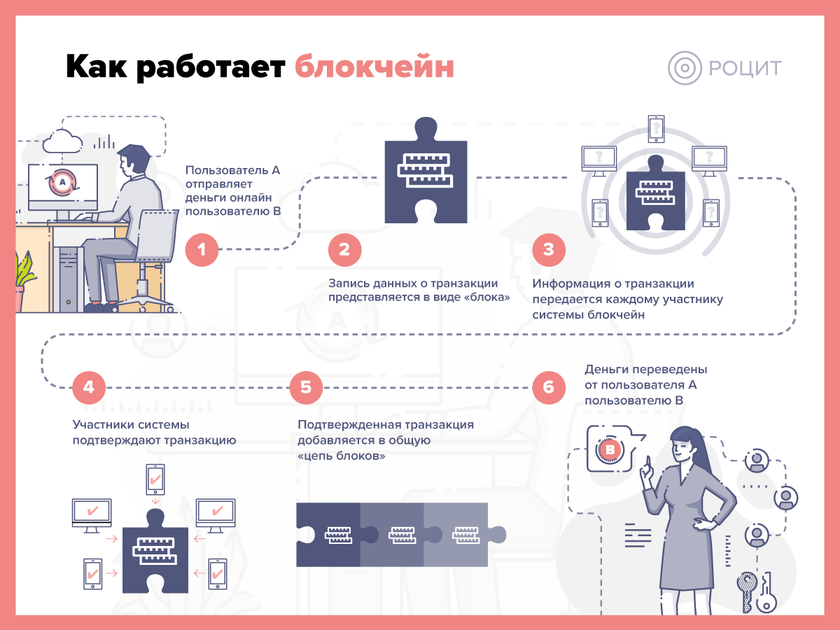 Как работает блокчейн
РОЦИТ
A
Пользователь А
отправляет
деньги онлайн
пользователю В
1
2
Запись данных о транзакции
представляется в виде «блока»
? ? ? ? ?
3
Информация о транзакции
передается каждому участнику
системы блокчейн
4
Участники системы
подтверждают транзакцию
5
Подтвержденная транзакция
добавляется в общую
«цепь блоков»
6
Деньги переведены
от пользователя А
пользователю В
B